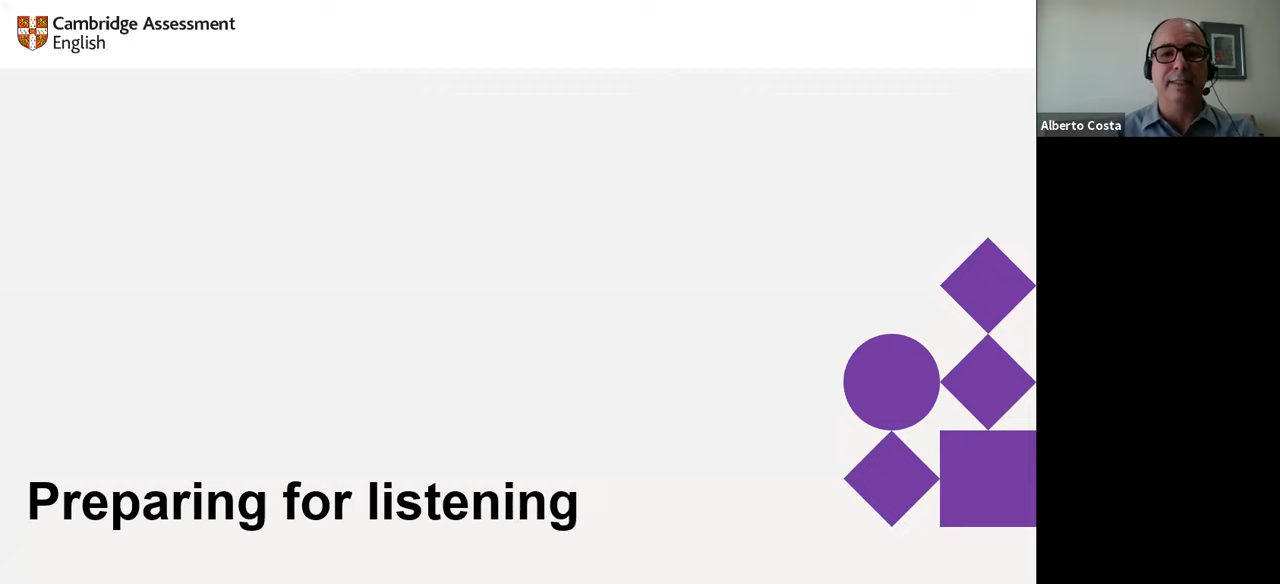 Cambridge Assessment
English
Alberto Costa
Preparing for listening